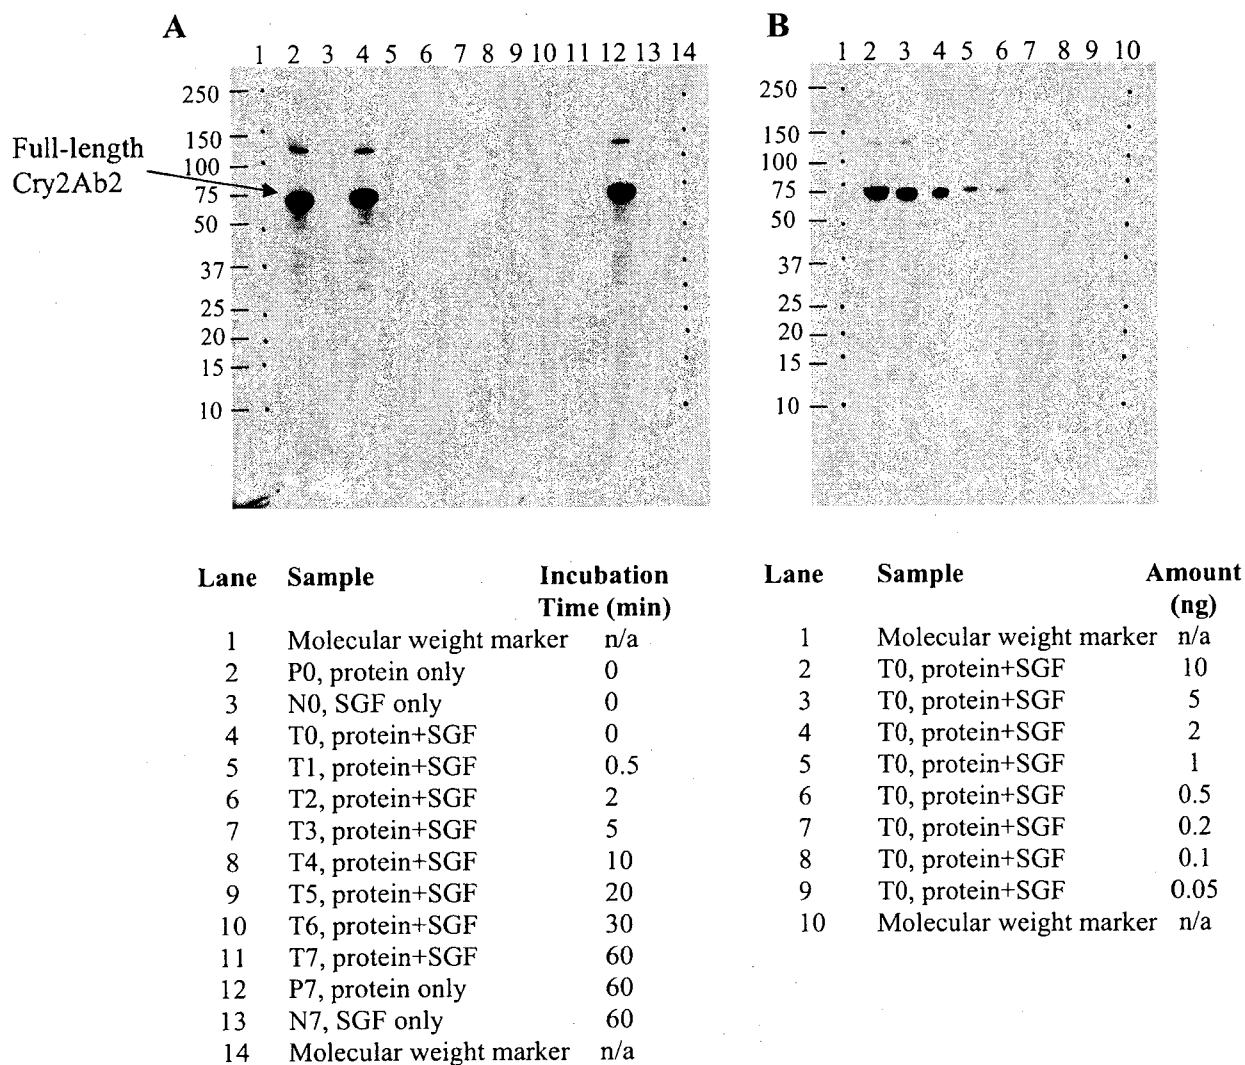 A
1 2 3 4 5 6 7 8 9 10 11 12 13 14
250
150
100
75
50
37
25
20
15
10
Full-length
Cry2Ab2
B
1 2 3 4 5 6 7 8 9 10
250
150
100
75
50
37
25
20
15
10
Lane Sample Incubation
Time (min)
1 Molecular weight marker n/a
2 P0, protein only 0
3 N0, SGF only 0
4 T0, protein+SGF 0
5 T1, protein+SGF 0.5
6 T2, protein+SGF 2
7 T3, protein+SGF 5
8 T4, protein+SGF 10
9 T5, protein+SGF 20
10 T6, protein+SGF 30
11 T7, protein+SGF 60
12 P7, protein only 60
13 N7, SGF only 60
14 Molecular weight marker n/a
Lane Sample Amount
(ng)
1 Molecular weight marker n/a
2 T0, protein+SGF 10
3 T0, protein+SGF 5
4 T0, protein+SGF 2
5 T0, protein+SGF 1
6 T0, protein+SGF 0.5
7 T0, protein+SGF 0.2
8 T0, protein+SGF 0.1
9 T0, protein+SGF 0.05
10 Molecular weight marker n/a